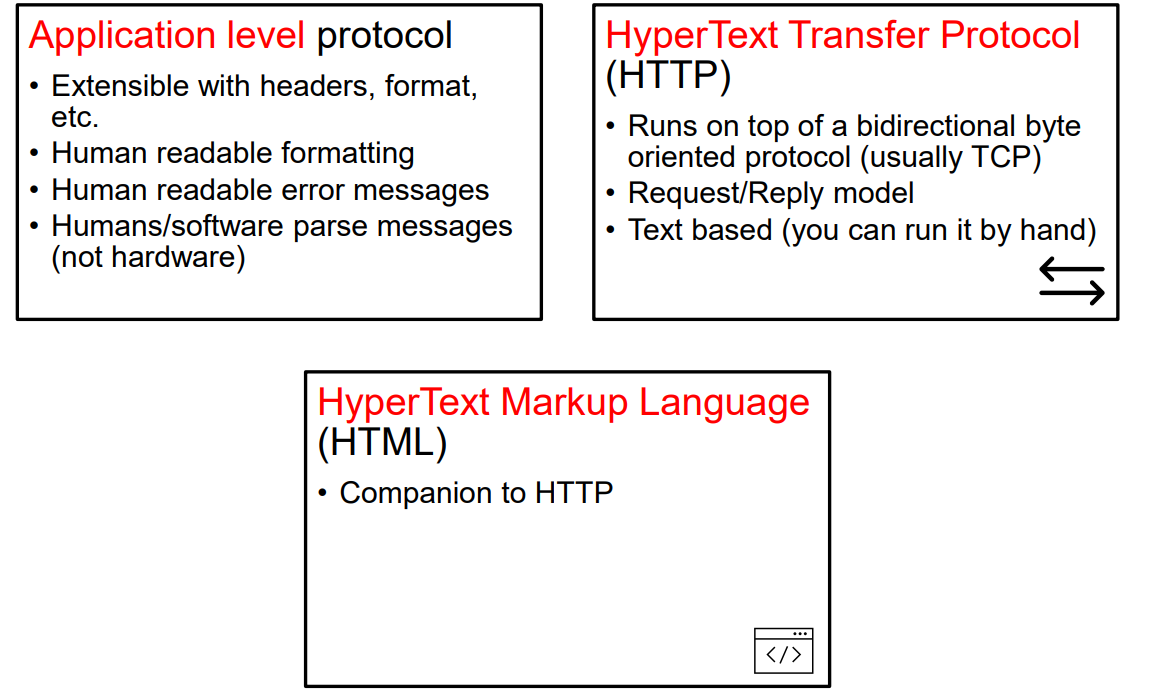 Application level protocol
• Extensible with headers, format,
etc.
• Human readable formatting
• Human readable error messages
• Humans/software parse messages
(not hardware)
HyperText Transfer Protocol
(HTTP)
• Runs on top of a bidirectional byte
oriented protocol (usually TCP)
• Request/Reply model
• Text based (you can run it by hand)
HyperText Markup Language
(HTML)
• Companion to HTTP
</>